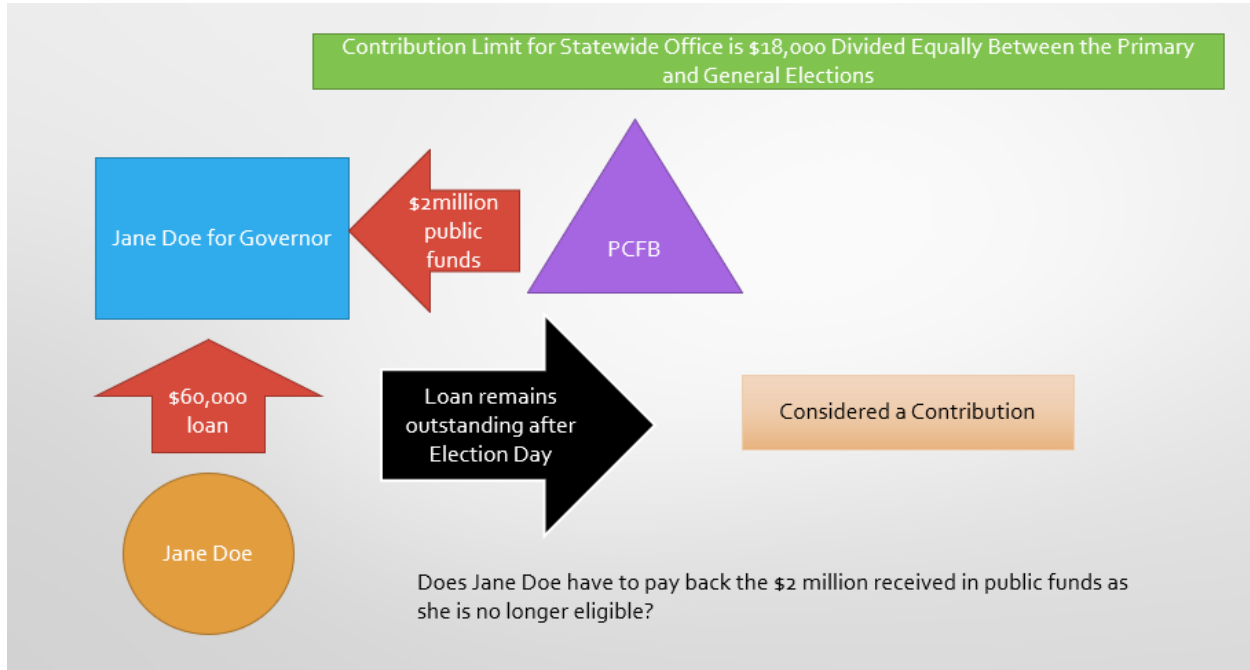 Contribution Limit for Statewide Office is $18,000 Divided Equally Between the Primary
and General Elections
Jane Doe for Governor
$2million
public
funds
PCFB
$60,000
loan
Loan remains
outstanding after
Election Day
Considered a Contribution
Jane Doe
Does Jane Doe have to pay back the $2 million received in public funds as
she is no longer eligible?